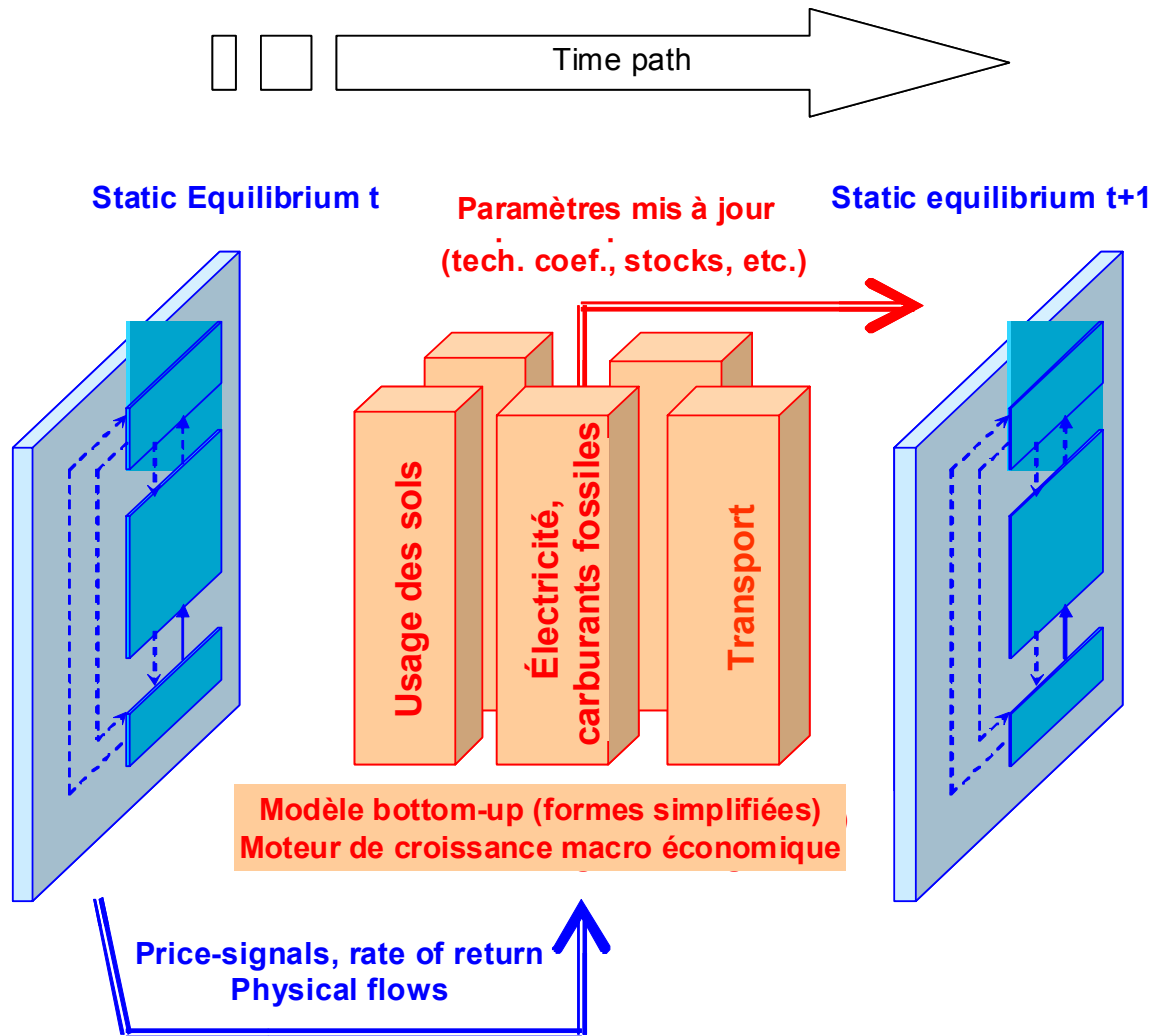 Time path
Static Equilibrium t
Paramètres mis à jour
(tech. coef., stocks, etc.)
Static equilibrium t+1
Usage des sols
Électricité,
carburants fossiles
Transport
Modèle bottom-up (formes simplifiées)
Moteur de croissance macro économique
Price-signals, rate of return
Physical flows